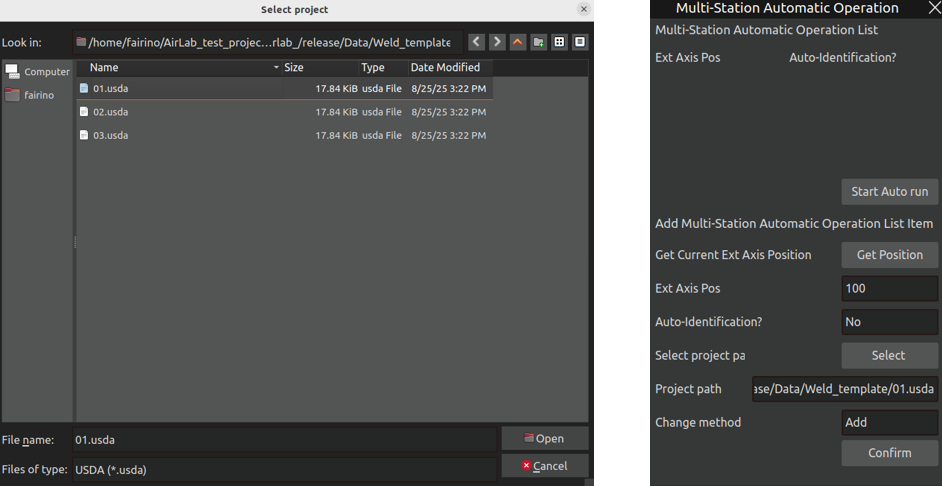 Select project
Look in: /home/fairino/AirLab_test_projec...rlab_/release/Data/Weld_template
Computer
fairino
Name Size Type Date Modified
01.usda 17.84 KiB usda File 8/25/25 3:22 PM
02.usda 17.84 KiB usda File 8/25/25 3:22 PM
03.usda 17.84 KiB usda File 8/25/25 3:22 PM
File name: 01.usda Open
Files of type: USDA (*.usda) Cancel
Multi-Station Automatic Operation
Multi-Station Automatic Operation List
Ext Axis Pos Auto-Identification?
Start Auto run
Add Multi-Station Automatic Operation List Item
Get Current Ext Axis Position Get Position
Ext Axis Pos 100
Auto-Identification? No
Select project pa Select
Project path ase/Data/Weld_template/01.usda
Change method Add
Confirm